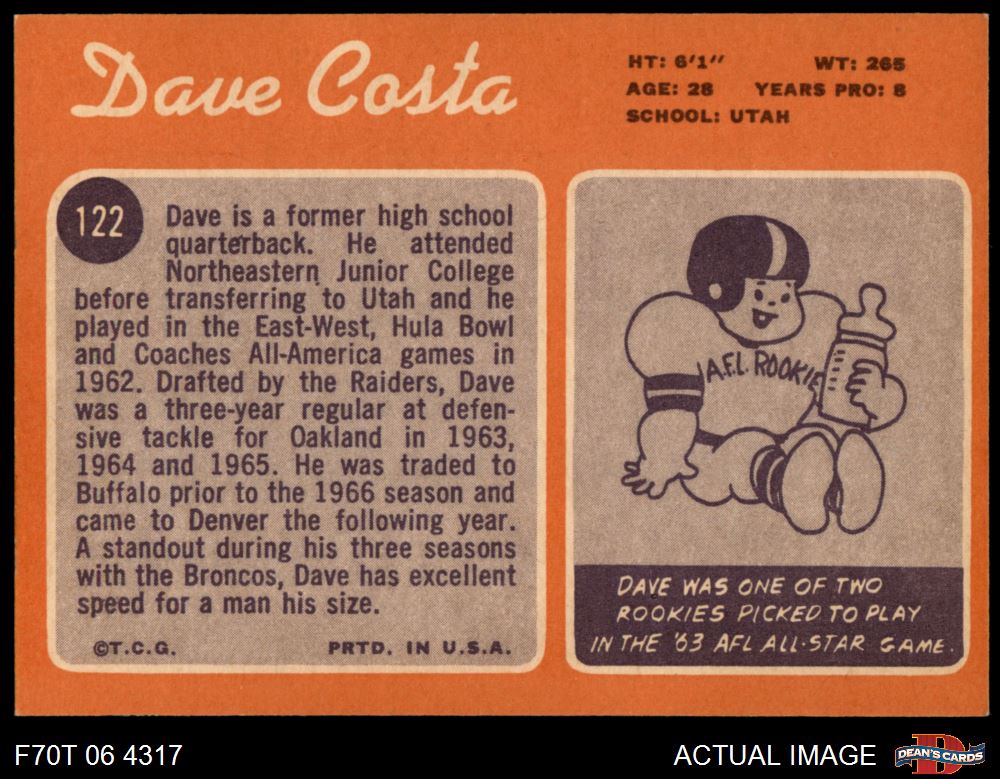 Dave Costa
HT: 6'1" WT: 265
AGE: 28 YEARS PRO: 8
SCHOOL: UTAH
122
Dave is a former high school
quarterback. He attended
Northeastern Junior College
before transferring to Utah and he
played in the East-West, Hula Bowl
and Coaches All-America games in
1962. Drafted by the Raiders, Dave
was a three-year regular at defen-
sive tackle for Oakland in 1963,
1964 and 1965. He was traded to
Buffalo prior to the 1966 season and
came to Denver the following year.
A standout during his three seasons
with the Broncos, Dave has excellent
speed for a man his size.
©T.C.G. PRTD. IN U.S.A.
A.F.L. ROOKIE
DAVE WAS ONE OF TWO
ROOKIES PICKED TO PLAY
IN THE '63 AFL ALL-STAR GAME.
F70T 06 4317
ACTUAL IMAGE
DEAN'S CARDS